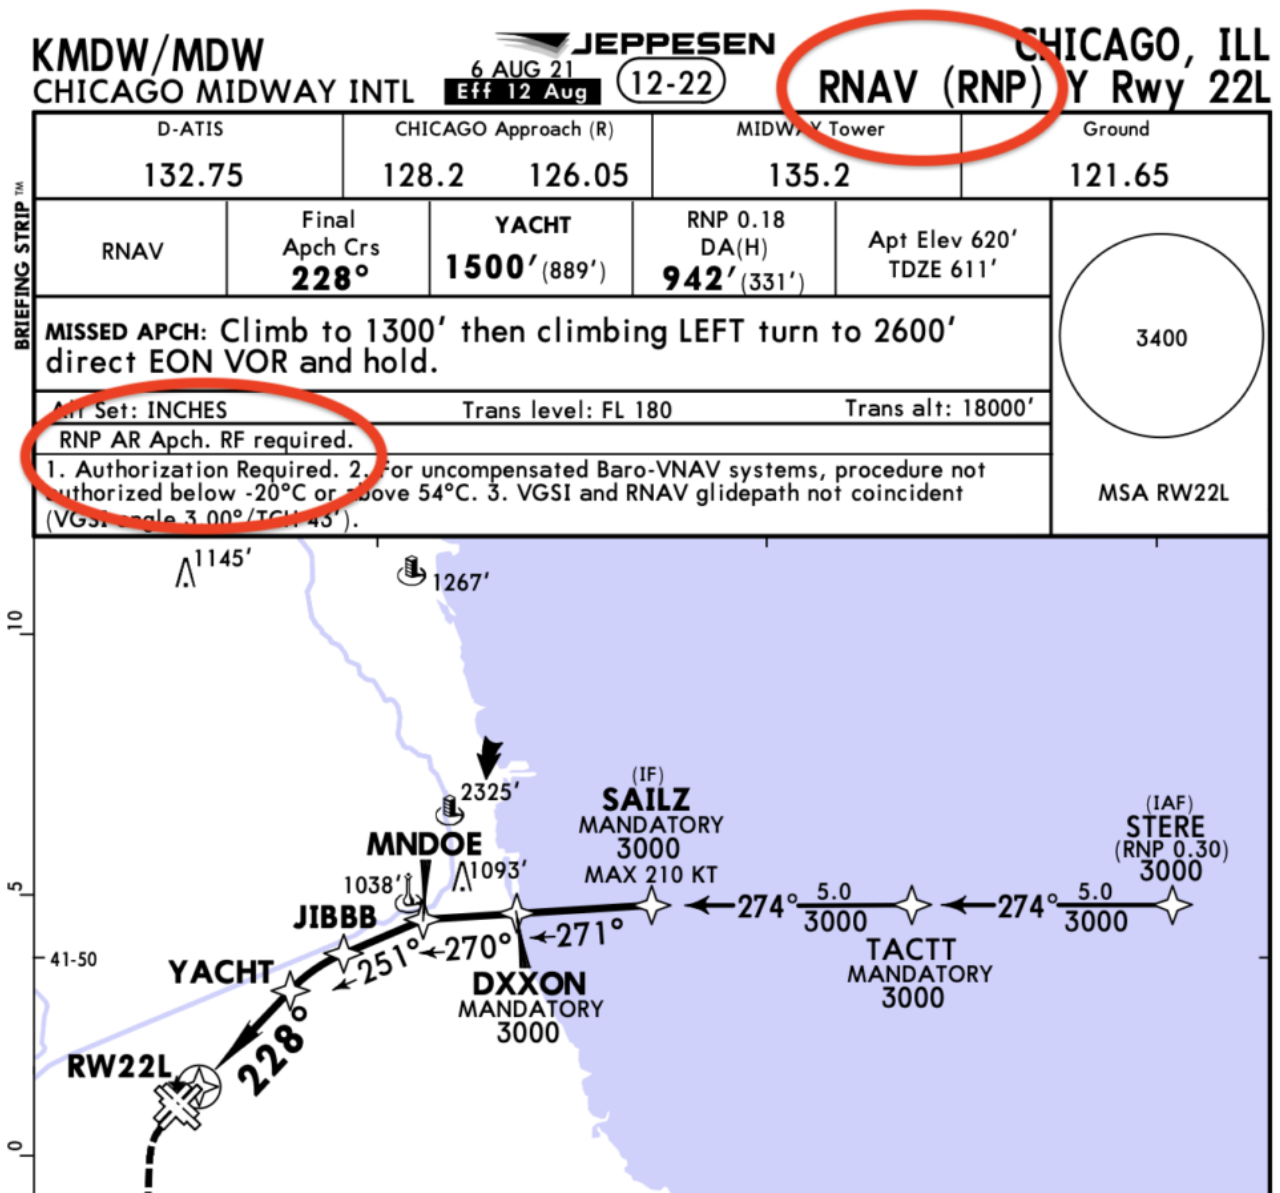 KMDW/MDW
CHICAGO MIDWAY INTL
JEPPESEN
6 AUG 21
Eff 12 Aug
12-22
CHICAGO, ILL
RNAV (RNP) Y Rwy 22L
BRIEFING STRIP™
D-ATIS
132.75
CHICAGO Approach (R)
128.2 126.05
MIDWAY Tower
135.2
Ground
121.65
RNAV
Final
Apch Crs
228°
YACHT
1500' (889')
RNP 0.18
DA(H)
942' (331')
Apt Elev 620'
TDZE 611'
MISSED APCH: Climb to 1300' then climbing LEFT turn to 2600'
direct EON VOR and hold.
Alt Set: INCHES Trans level: FL 180 Trans alt: 18000'
RNP AR Apch. RF required.
1. Authorization Required. 2. For uncompensated Baro-VNAV systems, procedure not
authorized below -20°C or above 54°C. 3. VGSI and RNAV glidepath not coincident
(VGSI angle 3.00°/TCH 43').
3400
MSA RW22L
1145'
1267'
10
2325'
MNDOE
1093'
1038'
(IF)
SAILZ
MANDATORY
3000
MAX 210 KT
(IAF)
STERE
(RNP 0.30)
3000
5
JIBBB
274°
5.0
3000
274°
5.0
3000
271°
270°
251°
TACTT
MANDATORY
3000
41-50
YACHT
DXXON
MANDATORY
3000
228°
RW22L
0